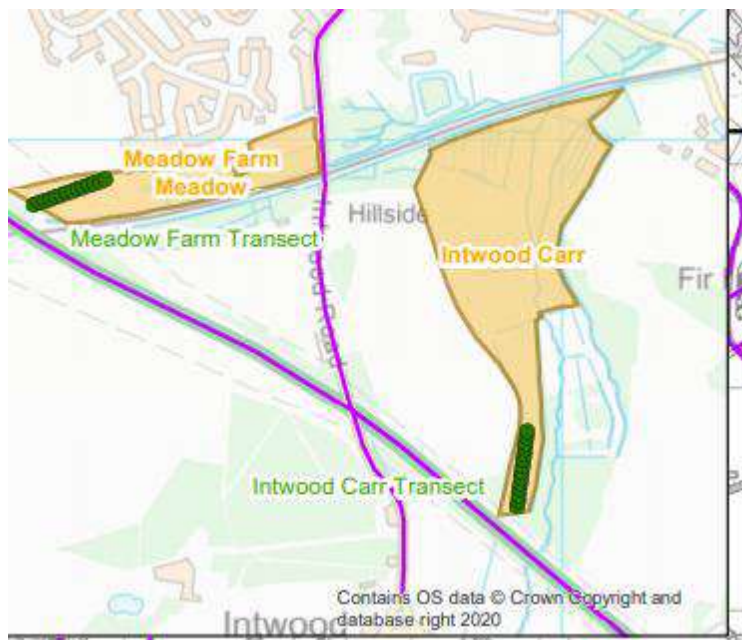 Meadow Farm
Meadow
Hillside
Meadow Farm Transect
Road
Intwood Carr
Fir
Intwood Carr Transect
Contains OS data © Crown Copyright and
Intwood
database right 2020